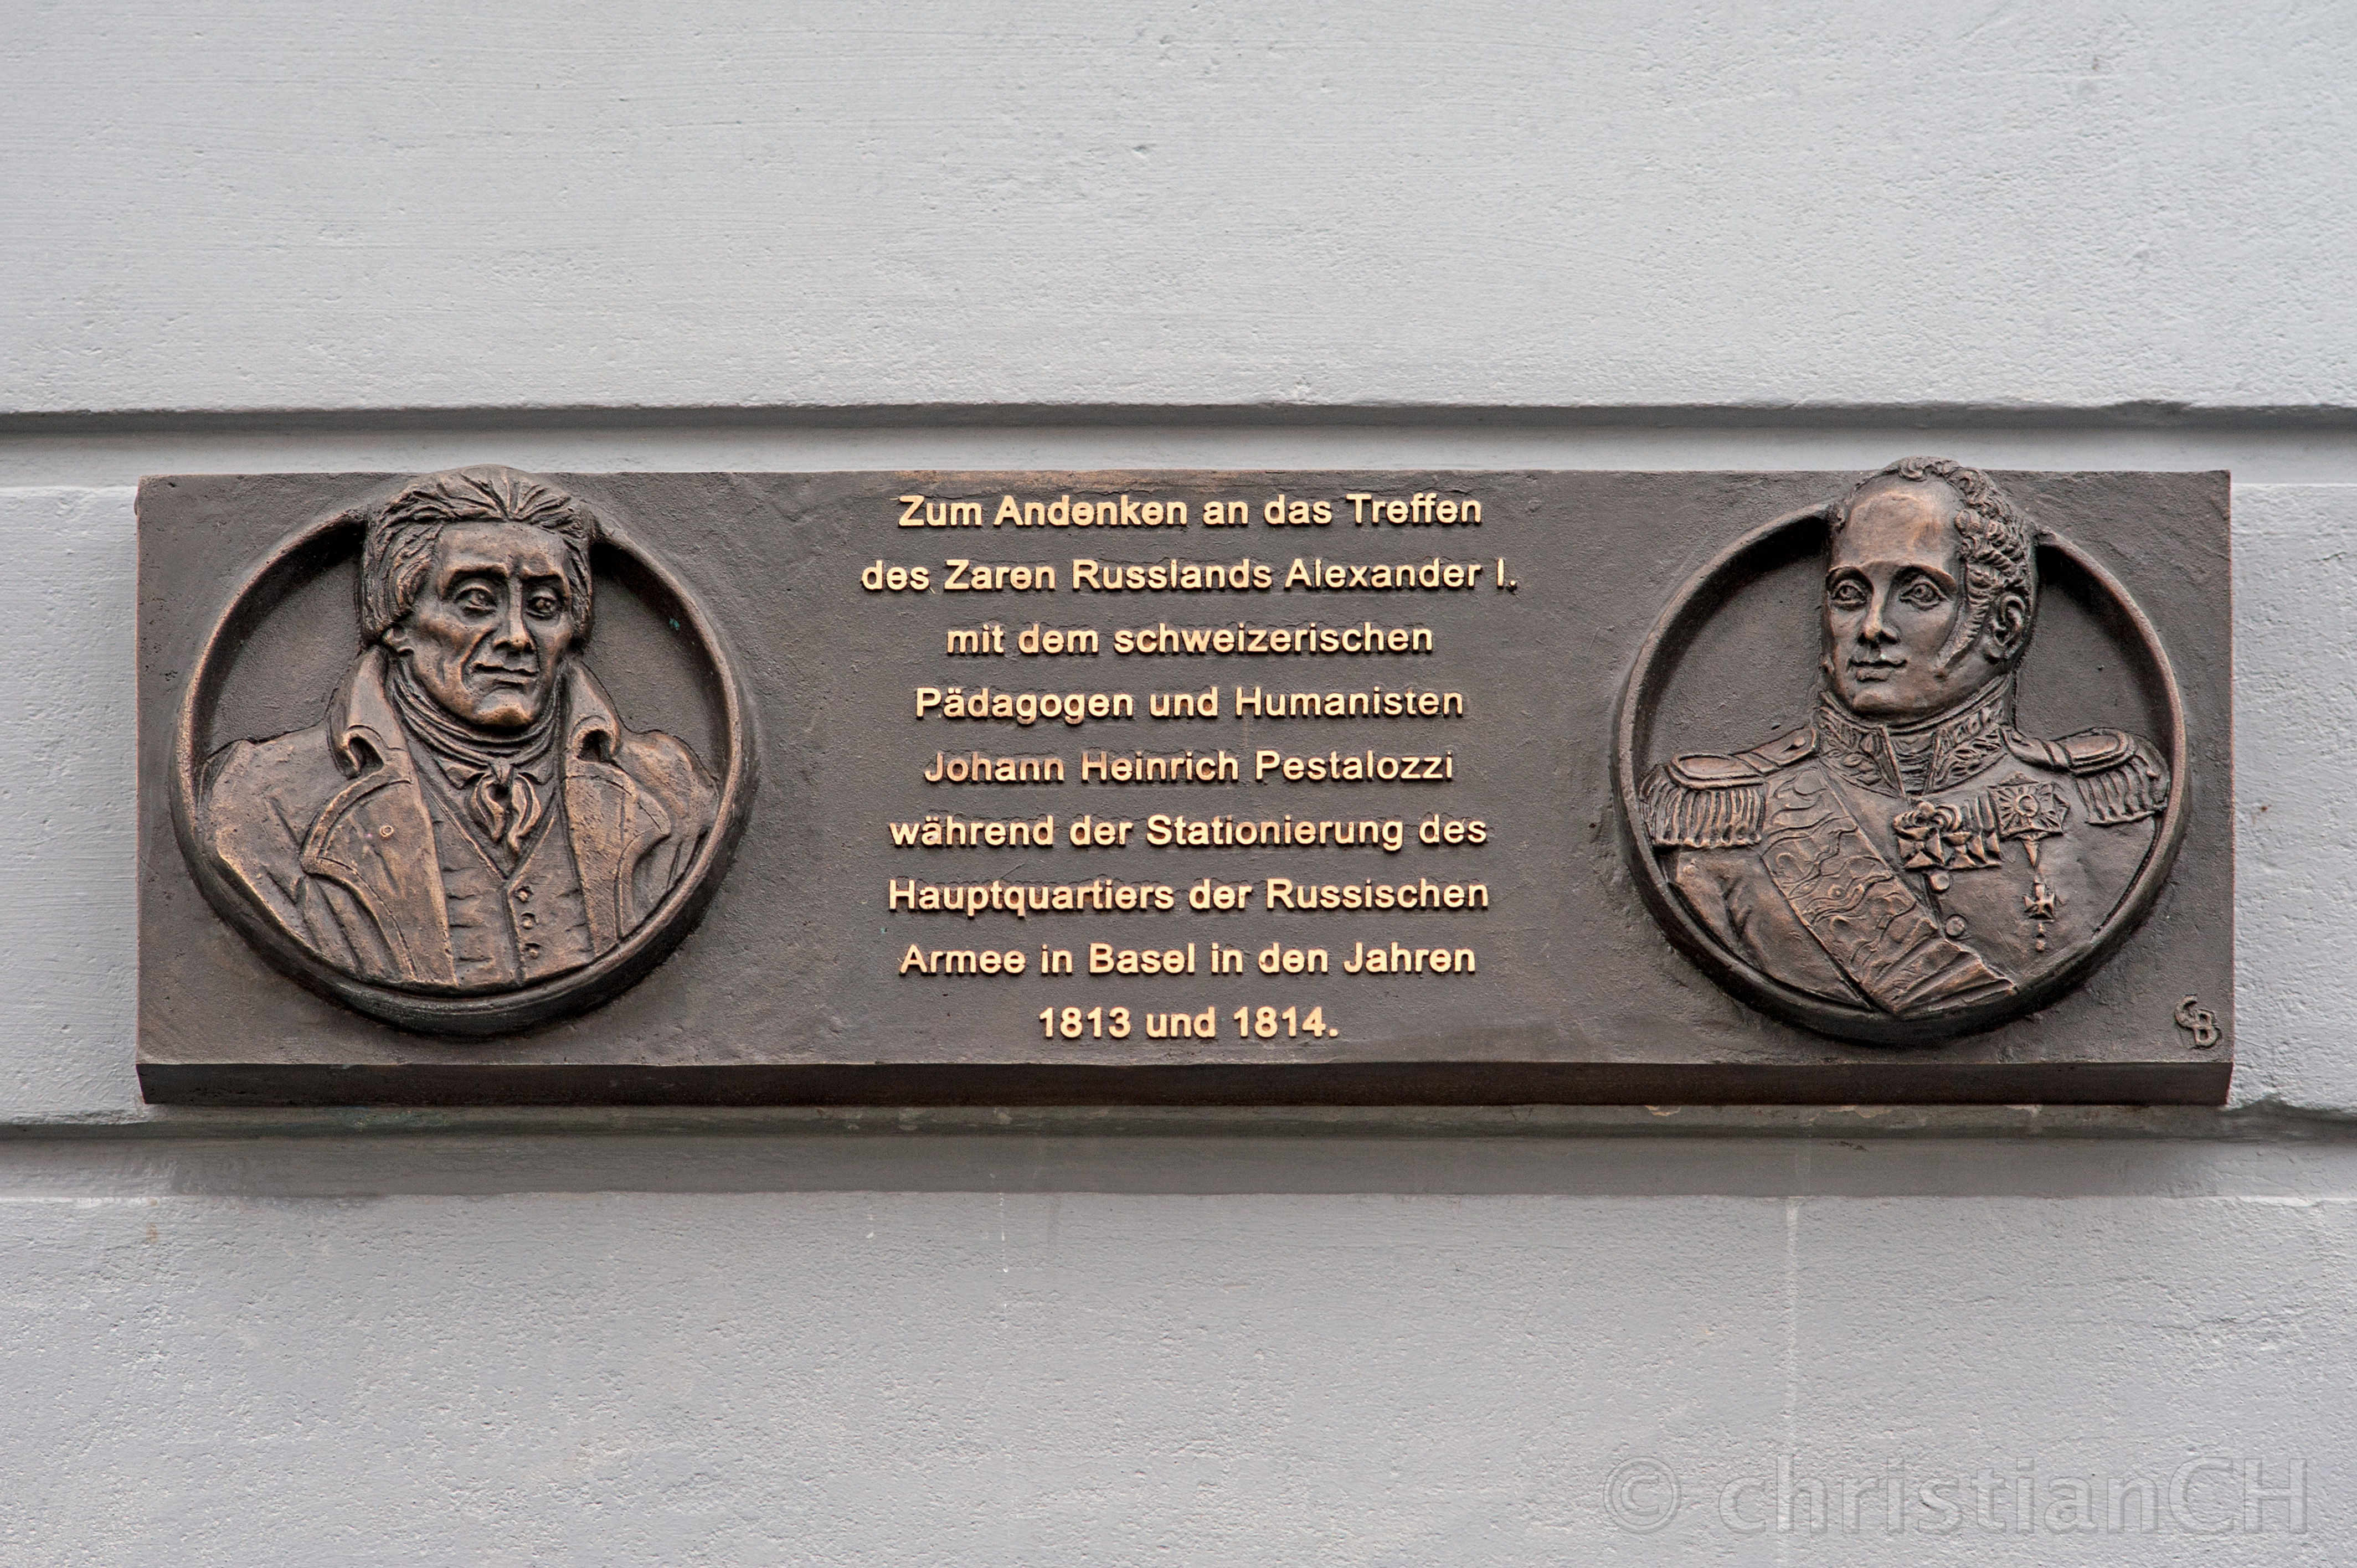 Zum Andenken an das Treffen
des Zaren Russlands Alexander I.
mit dem schweizerischen
Pädagogen und Humanisten
Johann Heinrich Pestalozzi
während der Stationierung des
Hauptquartiers der Russischen
Armee in Basel in den Jahren
1813 und 1814.
© christianCH